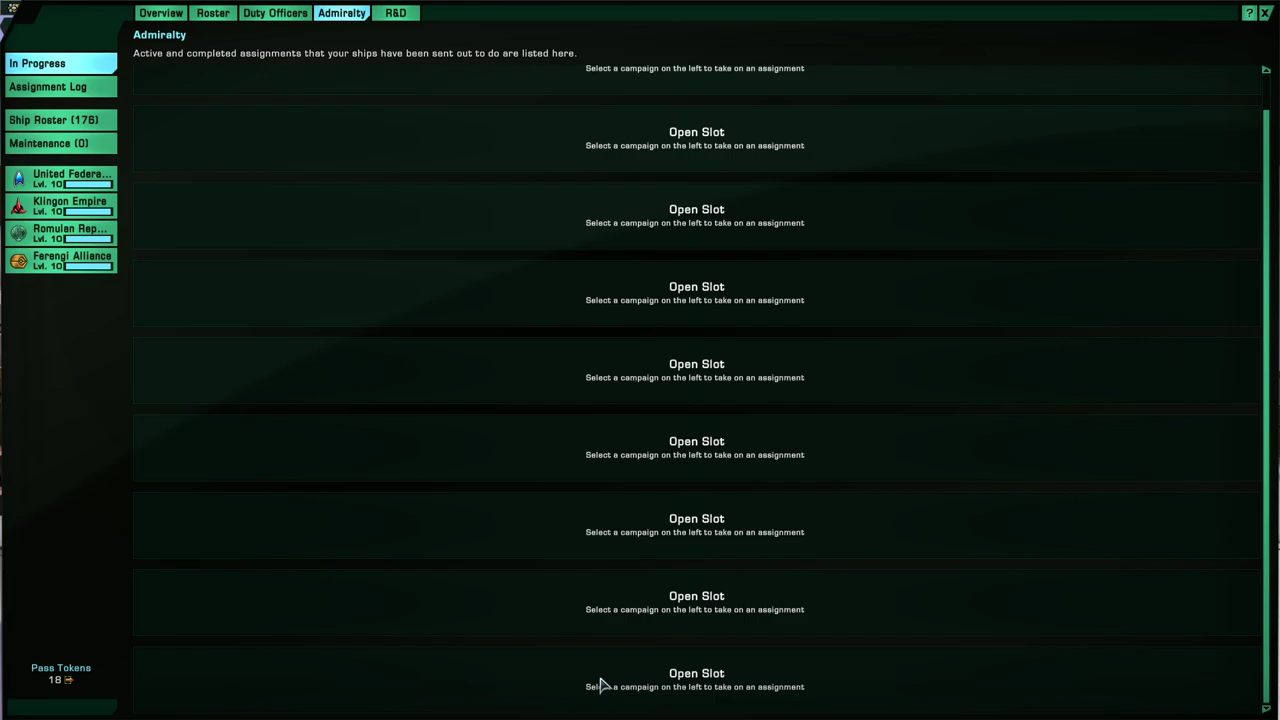 Overview Roster Duty Officers Admiralty R&D ? X
Admiralty
Active and completed assignments that your ships have been sent out to do are listed here.
In Progress
Assignment Log
Ship Roster (176)
Maintenance (0)
United Federa...
Lvl. 10
Klingon Empire
Lvl. 10
Romulan Rep...
Lvl. 10
Ferengi Alliance
Lvl. 10
Pass Tokens
18
Select a campaign on the left to take on an assignment
Open Slot
Select a campaign on the left to take on an assignment
Open Slot
Select a campaign on the left to take on an assignment
Open Slot
Select a campaign on the left to take on an assignment
Open Slot
Select a campaign on the left to take on an assignment
Open Slot
Select a campaign on the left to take on an assignment
Open Slot
Select a campaign on the left to take on an assignment
Open Slot
Select a campaign on the left to take on an assignment
Open Slot
Select a campaign on the left to take on an assignment